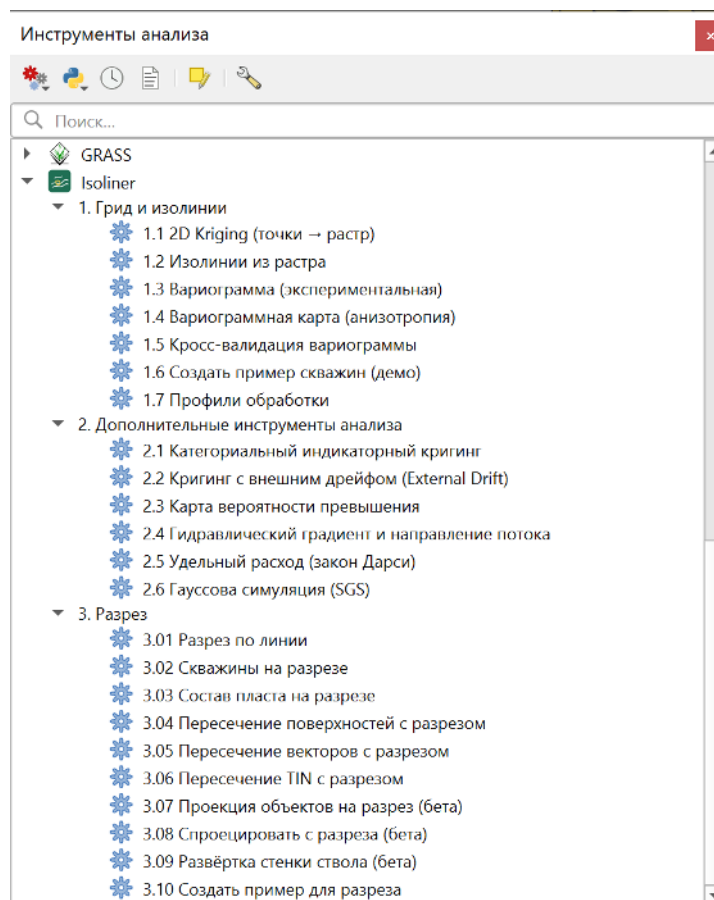 Инструменты анализа
Поиск...
GRASS
Isoliner
1. Грид и изолинии
1.1 2D Kriging (точки → растр)
1.2 Изолинии из растра
1.3 Вариограмма (экспериментальная)
1.4 Вариограммная карта (анизотропия)
1.5 Кросс-валидация вариограммы
1.6 Создать пример скважин (демо)
1.7 Профили обработки
2. Дополнительные инструменты анализа
2.1 Категориальный индикаторный кригинг
2.2 Кригинг с внешним дрейфом (External Drift)
2.3 Карта вероятности превышения
2.4 Гидравлический градиент и направление потока
2.5 Удельный расход (закон Дарси)
2.6 Гауссова симуляция (SGS)
3. Разрез
3.01 Разрез по линии
3.02 Скважины на разрезе
3.03 Состав пласта на разрезе
3.04 Пересечение поверхностей с разрезом
3.05 Пересечение векторов с разрезом
3.06 Пересечение TIN с разрезом
3.07 Проекция объектов на разрез (бета)
3.08 Спроецировать с разреза (бета)
3.09 Развёртка стенки ствола (бета)
3.10 Создать пример для разреза